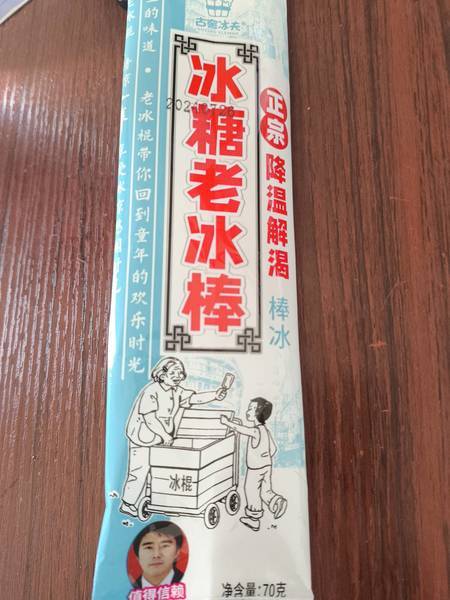 古金冰夫
冰糖老冰棒
正宗
降温解渴
棒冰
的味道 · 老冰棍带你回到童年的欢乐时光
冰棍
值得信赖
净含量:70克